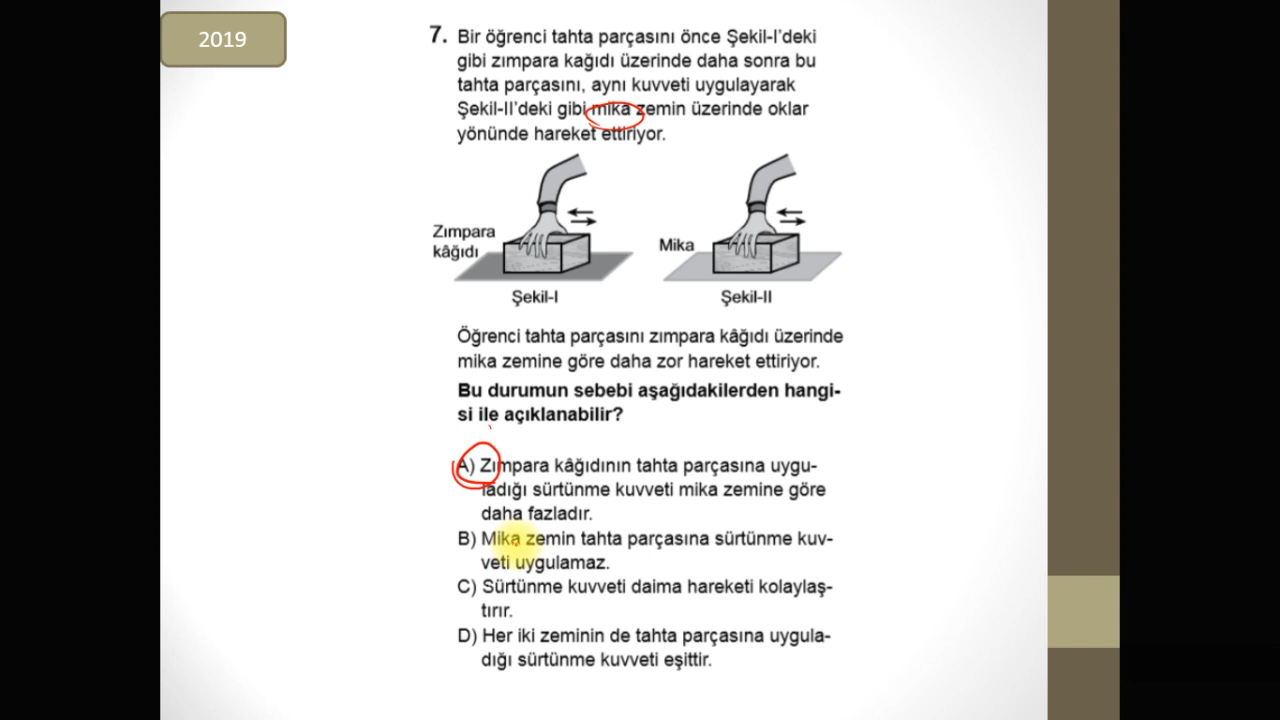 2019
7. Bir öğrenci tahta parçasını önce Şekil-I'deki
gibi zımpara kağıdı üzerinde daha sonra bu
tahta parçasını, aynı kuvveti uygulayarak
Şekil-II'deki gibi mika zemin üzerinde oklar
yönünde hareket ettiriyor.
Zımpara
kâğıdı
Mika
Şekil-I
Şekil-II
Öğrenci tahta parçasını zımpara kâğıdı üzerinde
mika zemine göre daha zor hareket ettiriyor.
Bu durumun sebebi aşağıdakilerden hangi-
si ile açıklanabilir?
A) Zımpara kâğıdının tahta parçasına uygu-
ladığı sürtünme kuvveti mika zemine göre
daha fazladır.
B) Mika zemin tahta parçasına sürtünme kuv-
veti uygulamaz.
C) Sürtünme kuvveti daima hareketi kolaylaş-
tırır.
D) Her iki zeminin de tahta parçasına uygula-
dığı sürtünme kuvveti eşittir.